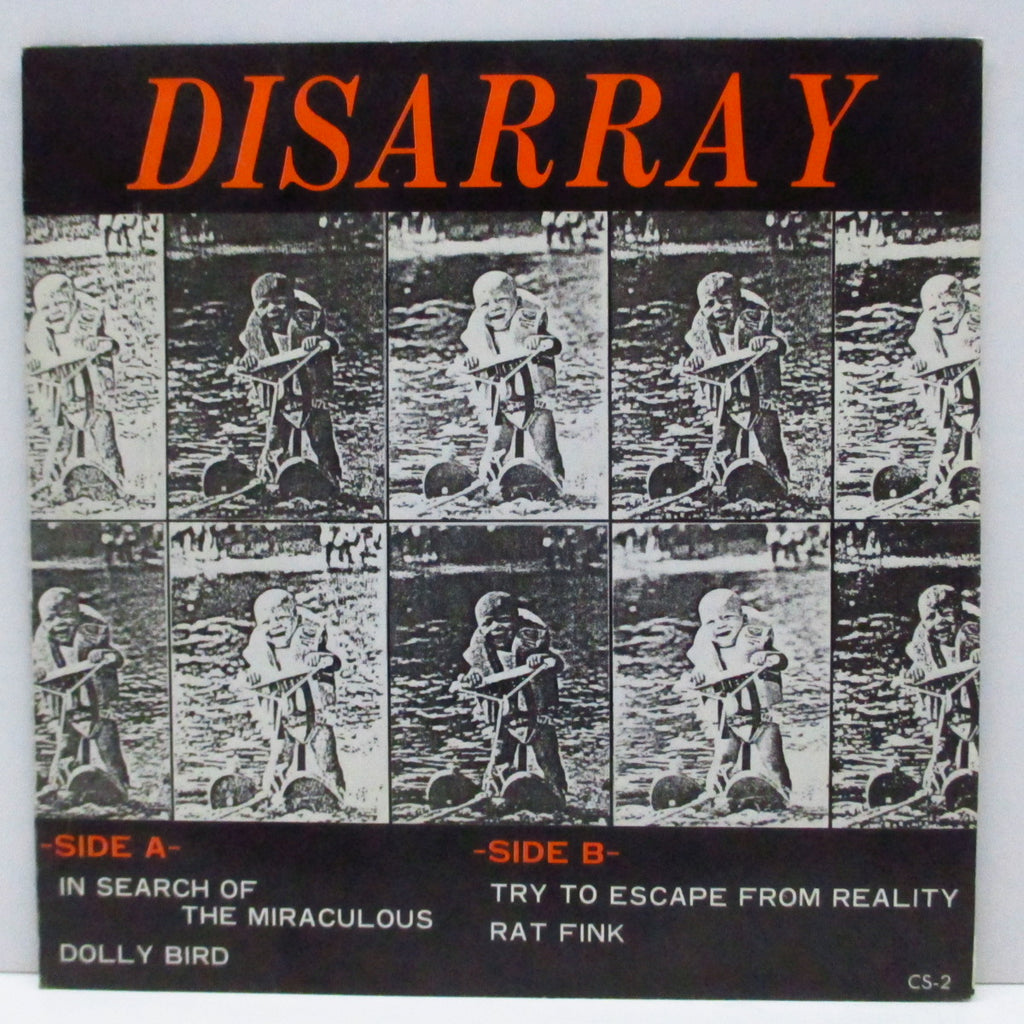 DISARRAY
-SIDE A-
IN SEARCH OF
THE MIRACULOUS
DOLLY BIRD
-SIDE B-
TRY TO ESCAPE FROM REALITY
RAT FINK
CS-2